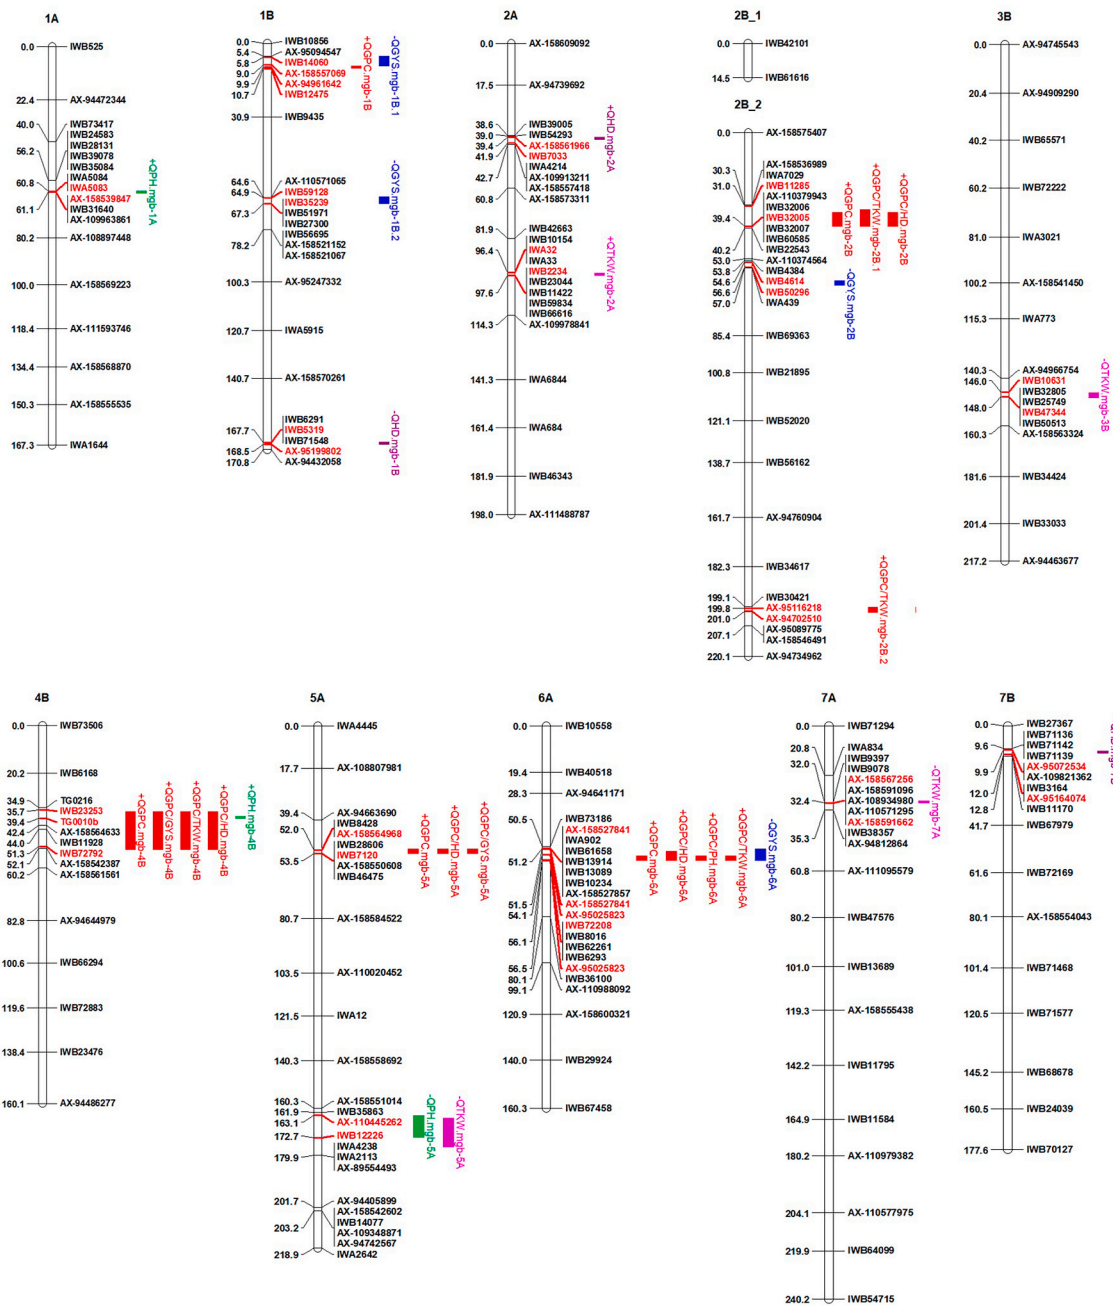 1A
0.0 IWB525
22.4 AX-94472344
40.0 IWB73417
IWB24583
56.2 IWB28131
IWB39078
IWB35084
IWA5084
60.8 IWA5083
AX-158539847
61.1 IWB31640
AX-109963861
80.2 AX-108897448
100.0 AX-158569223
118.4 AX-111593746
134.4 AX-158568870
150.3 AX-158555535
167.3 IWA1644
+QPH.mgb-1A
1B
0.0 IWB10856
5.4 AX-95094547
5.8 IWB14060
9.0 AX-158557069
9.9 AX-94961642
10.7 IWB12475
30.9 IWB9435
64.6 AX-110571065
64.9 IWB59128
IWB35239
67.3 IWB51971
IWB27300
IWB56695
78.2 AX-158521152
AX-158521067
100.3 AX-95247332
120.7 IWA5915
140.7 AX-158570261
IWB6291
167.7 IWB5319
IWB71548
168.5 AX-95199802
170.8 AX-94432058
+QGPC.mgb-1B
-QGYS.mgb-1B.1
-QGYS.mgb-1B.2
-QHD.mgb-1B
2A
0.0 AX-158609092
17.5 AX-94739692
38.6 IWB39005
39.0 IWB54293
39.4 AX-158561966
41.9 IWB7033
IWA4214
42.7 AX-109913211
AX-157557418
60.8 AX-158573311
81.9 IWB42663
IWB10154
96.4 IWA32
IWA33
IWB2234
IWB23044
97.6 IWB11422
IWB59834
IWB66616
114.3 AX-109978841
141.3 IWA6844
161.4 IWA684
181.9 IWB46343
198.0 AX-111488787
+QHD.mgb-2A
+QTKW.mgb-2A
2B_1
0.0 IWB42101
14.5 IWB61616
2B_2
0.0 AX-158575407
AX-158536989
30.3 IWA7029
31.0 IWB11285
AX-110379943
IWB32006
39.4 IWB32005
IWB32007
IWB60585
40.2 IWB22543
53.0 AX-110374564
53.8 IWB4384
54.6 IWB4614
56.6 IWB50296
57.0 IWA439
85.4 IWB69363
100.8 IWB21895
121.1 IWB52020
138.7 IWB56162
161.7 AX-94760904
182.3 IWB34617
199.1 IWB30421
199.8 AX-95116218
201.0 AX-94702510
207.1 AX-95089775
AX-158546491
220.1 AX-94734962
+QGPC.mgb-2B
+QGPC/TKW.mgb-2B.1
+QGPC/HD.mgb-2B
-QGYS.mgb-2B
+QGPC/TKW.mgb-2B.2
3B
0.0 AX-94745543
20.4 AX-94909290
40.2 IWB65571
60.2 IWB72222
81.0 IWA3021
100.2 AX-158541450
115.3 IWA773
140.3 AX-94966754
146.0 IWB10631
IWB32805
IWB25749
148.0 IWB47344
IWB50513
160.3 AX-158563324
181.6 IWB34424
201.4 IWB33033
217.2 AX-94463677
-QTKW.mgb-3B
4B
0.0 IWB73506
20.2 IWB6168
34.9 TG0216
35.7 IWB23253
39.4 TG0010b
42.4 AX-158564633
44.0 IWB11928
51.3 IWB72792
52.1 AX-158542387
60.2 AX-158561561
82.8 AX-94644979
100.6 IWB66294
119.6 IWB72883
138.4 IWB23476
160.1 AX-94486277
+QGPC.mgb-4B
+QGPC/GYS.mgb-4B
+QGPC/TKW.mgb-4B
+QGPC/HD.mgb-4B
+QPH.mgb-4B
5A
0.0 IWA4445
17.7 AX-108807981
39.4 AX-94663690
IWB8428
52.0 AX-158564968
IWB28606
53.5 IWB7120
AX-158550608
IWB46475
80.7 AX-158584522
103.5 AX-110020452
121.5 IWA12
140.3 AX-158558692
160.3 AX-158551014
161.9 IWB35863
163.1 AX-110445262
172.7 IWB12226
IWA4238
179.9 IWA2113
AX-89554493
201.7 AX-94405899
AX-158542602
203.2 IWB14077
AX-109348871
AX-94742567
218.9 IWA2642
+QGPC.mgb-5A
+QGPC/HD.mgb-5A
+QGPC/GYS.mgb-5A
-QPH.mgb-5A
-QTKW.mgb-5A
6A
0.0 IWB10558
19.4 IWB40518
28.3 AX-94641171
50.5 IWB73186
AX-158527841
IWA902
IWB61658
51.2 IWB13914
IWB13089
IWB10234
AX-158527857
51.5 AX-158527841
54.1 AX-95025823
IWB72208
56.1 IWB8016
IWB62261
IWB6293
56.5 AX-95025823
80.1 IWB36100
99.1 AX-110988092
120.9 AX-158600321
140.0 IWB29924
160.3 IWB67458
+QGPC.mgb-6A
+QGPC/HD.mgb-6A
+QGPC/PH.mgb-6A
+QGPC/TKW.mgb-6A
-QGYS.mgb-6A
7A
0.0 IWB71294
20.8 IWA834
IWB9397
32.0 IWB9078
AX-158567256
AX-158591096
32.4 AX-108934980
AX-110571295
AX-158591662
35.3 IWB38357
AX-94812864
60.8 AX-111095579
80.2 IWB47576
101.0 IWB13693
119.3 AX-158555438
142.2 IWB11795
164.9 IWB11584
180.2 AX-110979382
204.1 AX-110577975
219.9 IWB64099
240.2 IWB54715
-QTKW.mgb-7A
7B
0.0 IWB27367
IWB71136
9.6 IWB71142
IWB71139
9.9 AX-95072534
AX-109821362
12.0 IWB3164
AX-95164074
12.8 IWB11170
41.7 IWB67979
61.6 IWB72169
80.1 AX-158554043
101.4 IWB71468
120.5 IWB71577
145.2 IWB68678
160.5 IWB24039
177.6 IWB70127